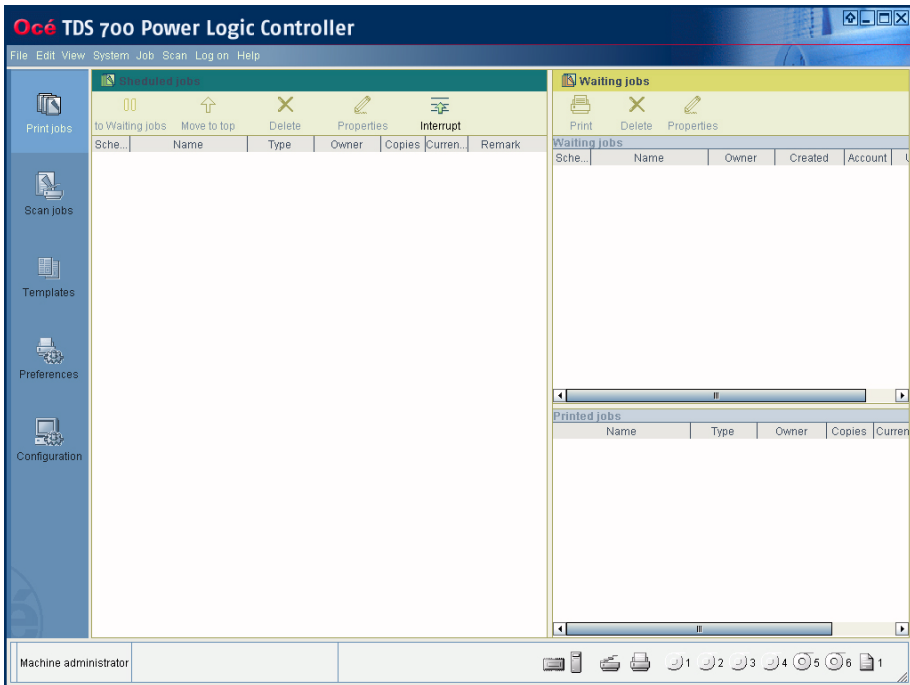 Océ TDS 700 Power Logic Controller
File Edit View System Job Scan Log on Help
Print jobs
Scan jobs
Templates
Preferences
Configuration
Sheduled jobs
to Waiting jobs Move to top Delete Properties Interrupt
Sche... Name Type Owner Copies Curren... Remark
Waiting jobs
Print Delete Properties
Waiting jobs
Sche... Name Owner Created Account
Printed jobs
Name Type Owner Copies Curren
Machine administrator
1 2 3 4 5 6 1